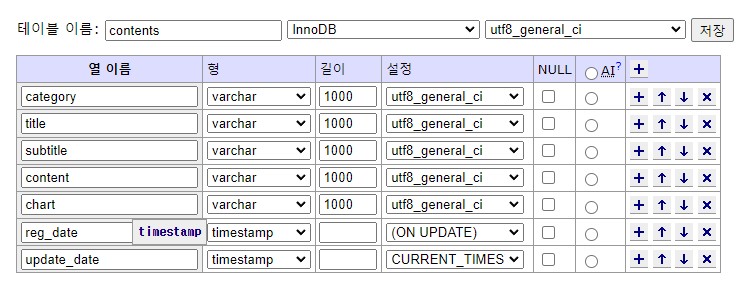 테이블 이름: contents InnoDB utf8_general_ci 저장
열 이름 형 길이 설정 NULL AI? +
category varchar 1000 utf8_general_ci + ↑ ↓ ×
title varchar 1000 utf8_general_ci + ↑ ↓ ×
subtitle varchar 1000 utf8_general_ci + ↑ ↓ ×
content varchar 1000 utf8_general_ci + ↑ ↓ ×
chart varchar 1000 utf8_general_ci + ↑ ↓ ×
reg_date timestamp timestamp (ON UPDATE) + ↑ ↓ ×
update_date timestamp CURRENT_TIMES + ↑ ↓ ×